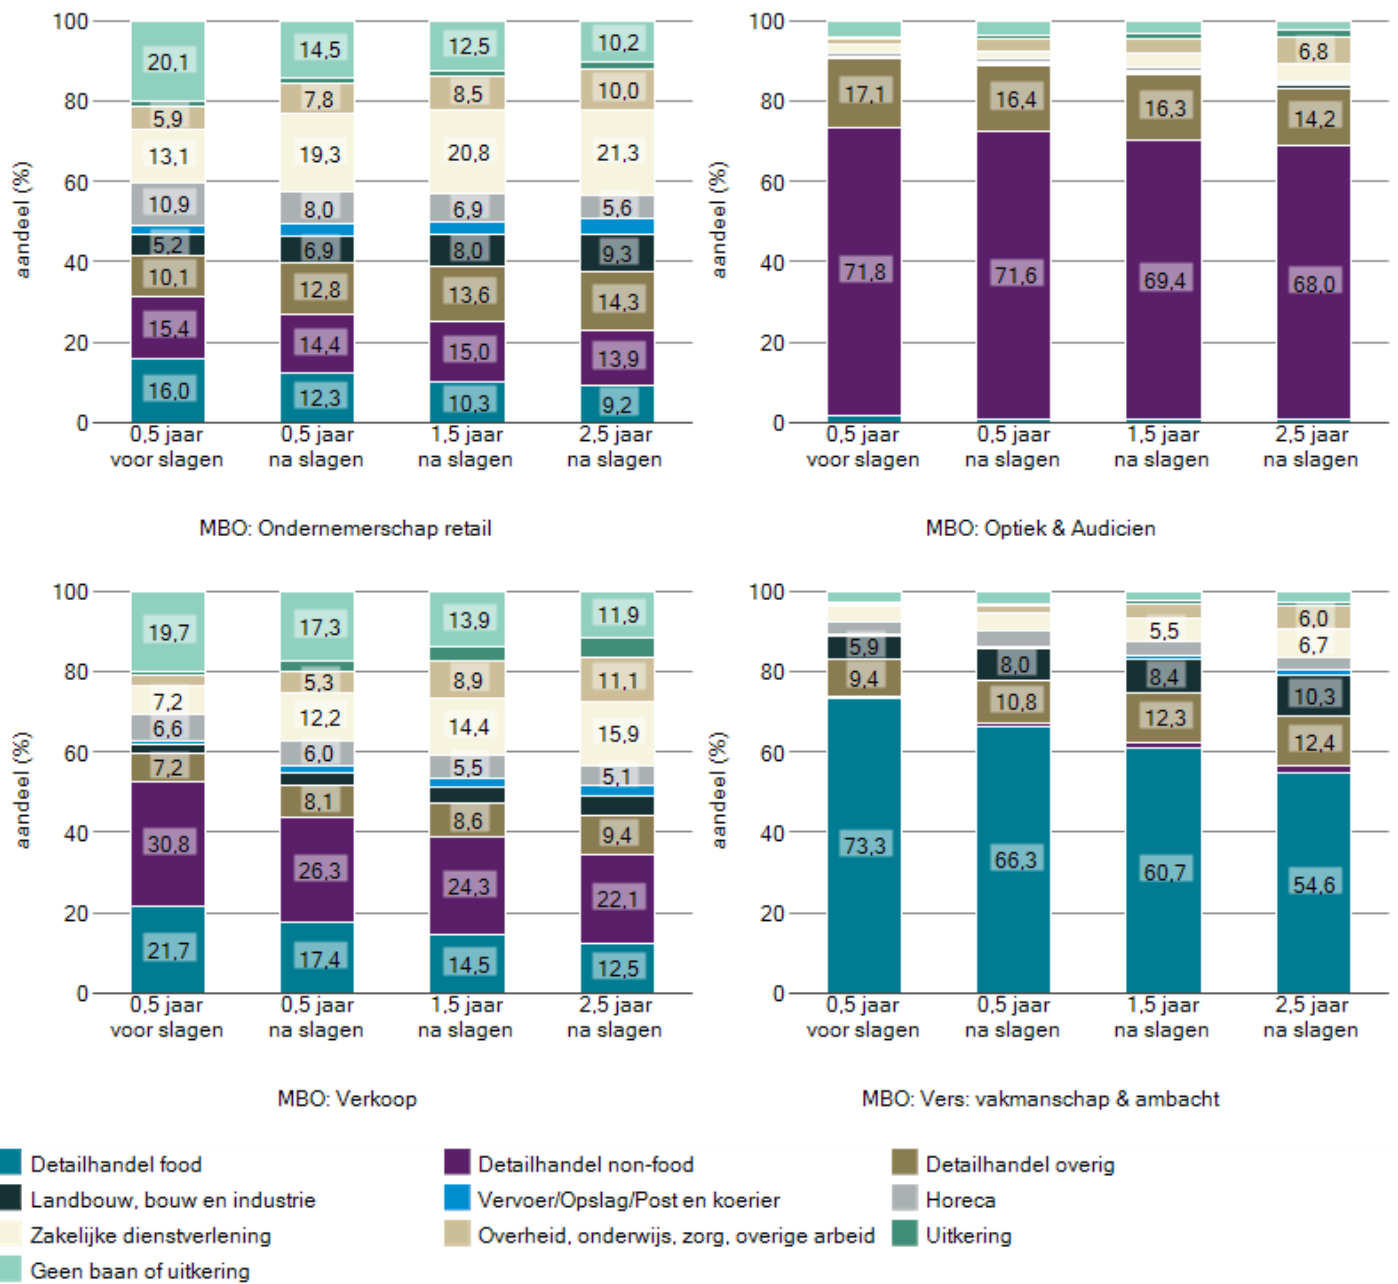 100
80
60
40
20
0
aandeel (%)
20,1
5,9
13,1
10,9
5,2
10,1
15,4
16,0
14,5
7,8
19,3
8,0
6,9
12,8
14,4
12,3
12,5
8,5
20,8
6,9
8,0
13,6
15,0
10,3
10,2
10,0
21,3
5,6
9,3
14,3
13,9
9,2
0,5 jaar
voor slagen
0,5 jaar
na slagen
1,5 jaar
na slagen
2,5 jaar
na slagen
MBO: Ondernemerschap retail
100
80
60
40
20
0
aandeel (%)
17,1
71,8
16,4
71,6
16,3
69,4
6,8
14,2
68,0
0,5 jaar
voor slagen
0,5 jaar
na slagen
1,5 jaar
na slagen
2,5 jaar
na slagen
MBO: Optiek & Audicien
100
80
60
40
20
0
aandeel (%)
19,7
7,2
6,6
7,2
30,8
21,7
17,3
5,3
12,2
6,0
8,1
26,3
17,4
13,9
8,9
14,4
5,5
8,6
24,3
14,5
11,9
11,1
15,9
5,1
9,4
22,1
12,5
0,5 jaar
voor slagen
0,5 jaar
na slagen
1,5 jaar
na slagen
2,5 jaar
na slagen
MBO: Verkoop
100
80
60
40
20
0
aandeel (%)
5,9
9,4
73,3
8,0
10,8
66,3
5,5
8,4
12,3
60,7
6,0
6,7
10,3
12,4
54,6
0,5 jaar
voor slagen
0,5 jaar
na slagen
1,5 jaar
na slagen
2,5 jaar
na slagen
MBO: Vers: vakmanschap & ambacht
Detailhandel food
Detailhandel non-food
Detailhandel overig
Landbouw, bouw en industrie
Vervoer/Opslag/Post en koerier
Horeca
Zakelijke dienstverlening
Overheid, onderwijs, zorg, overige arbeid
Uitkering
Geen baan of uitkering